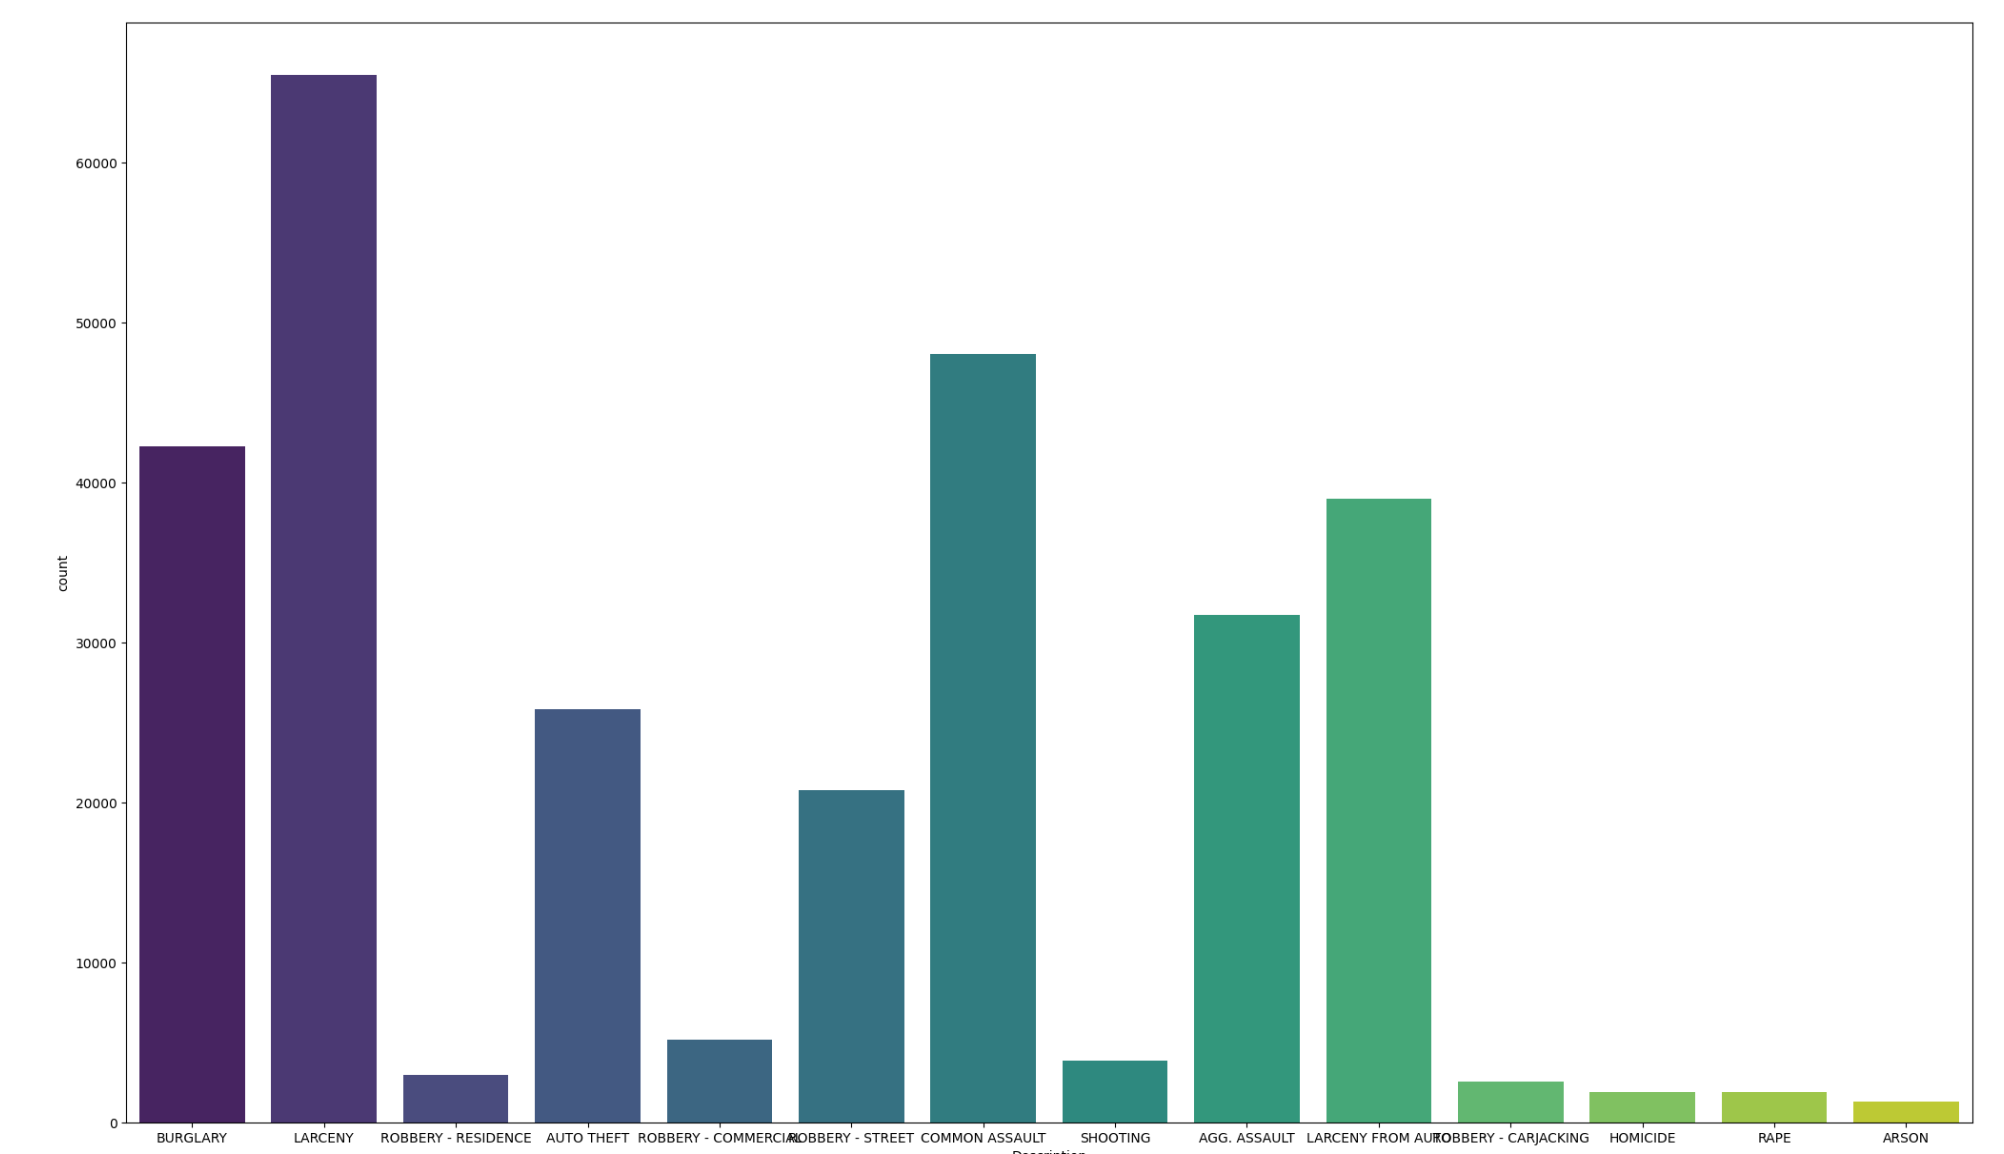 60000
50000
40000
30000
20000
10000
0
count
BURGLARY
LARCENY
ROBBERY - RESIDENCE
AUTO THEFT
ROBBERY - COMMERCIAL
ROBBERY - STREET
COMMON ASSAULT
SHOOTING
AGG. ASSAULT
LARCENY FROM AUTO
ROBBERY - CARJACKING
HOMICIDE
RAPE
ARSON
Description